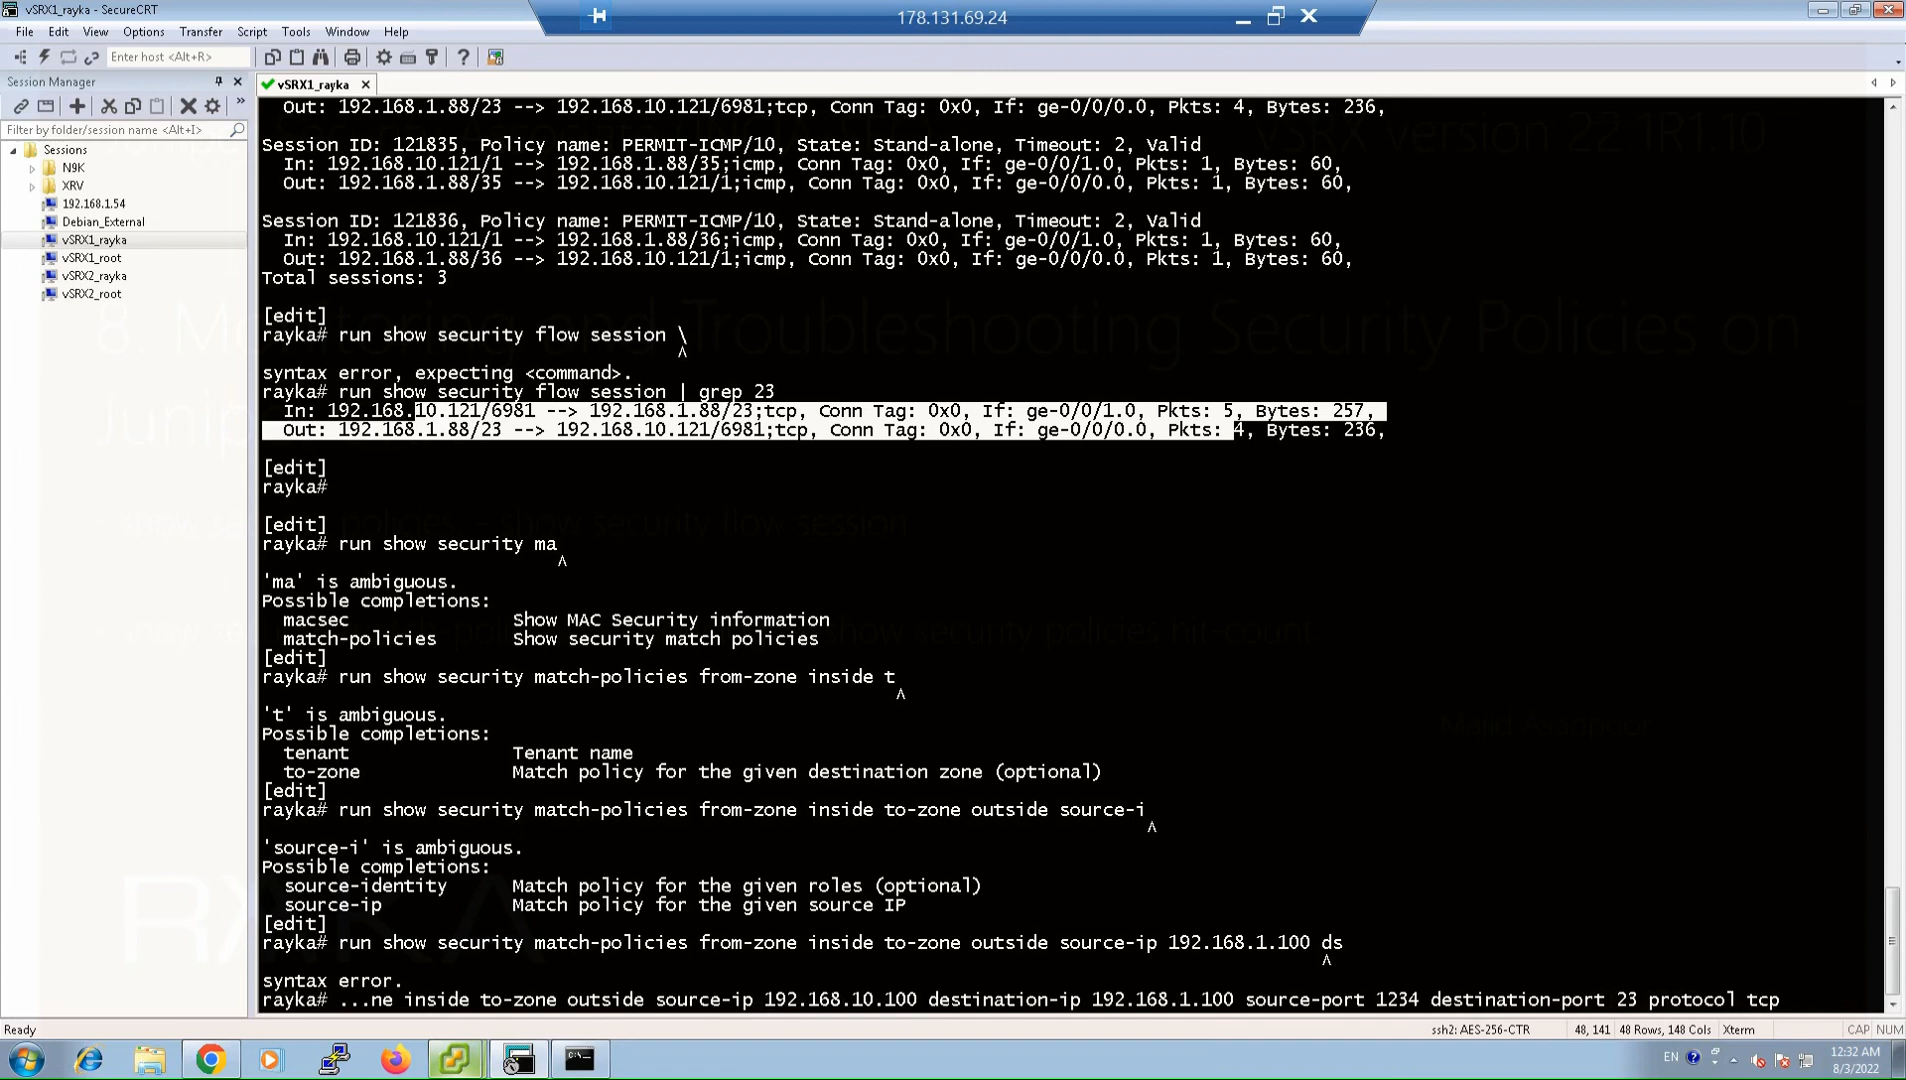 vSRX1_rayka - SecureCRT
178.131.69.24
File Edit View Options Transfer Script Tools Window Help
Enter host <Alt+R>
Session Manager
vSRX1_rayka
Filter by folder/session name <Alt+I>
Sessions
N9K
XRV
192.168.1.54
Debian_External
vSRX1_rayka
vSRX1_root
vSRX2_rayka
vSRX2_root
Out: 192.168.1.88/23 --> 192.168.10.121/6981;tcp, Conn Tag: 0x0, If: ge-0/0/0.0, Pkts: 4, Bytes: 236,
Session ID: 121835, Policy name: PERMIT-ICMP/10, State: Stand-alone, Timeout: 2, Valid
In: 192.168.10.121/1 --> 192.168.1.88/35;icmp, Conn Tag: 0x0, If: ge-0/0/1.0, Pkts: 1, Bytes: 60,
Out: 192.168.1.88/35 --> 192.168.10.121/1;icmp, Conn Tag: 0x0, If: ge-0/0/0.0, Pkts: 1, Bytes: 60,
Session ID: 121836, Policy name: PERMIT-ICMP/10, State: Stand-alone, Timeout: 2, Valid
In: 192.168.10.121/1 --> 192.168.1.88/36;icmp, Conn Tag: 0x0, If: ge-0/0/1.0, Pkts: 1, Bytes: 60,
Out: 192.168.1.88/36 --> 192.168.10.121/1;icmp, Conn Tag: 0x0, If: ge-0/0/0.0, Pkts: 1, Bytes: 60,
Total sessions: 3
[edit]
rayka# run show security flow session \
^
syntax error, expecting <command>.
rayka# run show security flow session | grep 23
In: 192.168.10.121/6981 --> 192.168.1.88/23;tcp, Conn Tag: 0x0, If: ge-0/0/1.0, Pkts: 5, Bytes: 257,
Out: 192.168.1.88/23 --> 192.168.10.121/6981;tcp, Conn Tag: 0x0, If: ge-0/0/0.0, Pkts: 4, Bytes: 236,
[edit]
rayka#
[edit]
rayka# run show security ma
^
'ma' is ambiguous.
Possible completions:
macsec Show MAC Security information
match-policies Show security match policies
[edit]
rayka# run show security match-policies from-zone inside t
^
't' is ambiguous.
Possible completions:
tenant Tenant name
to-zone Match policy for the given destination zone (optional)
[edit]
rayka# run show security match-policies from-zone inside to-zone outside source-i
^
'source-i' is ambiguous.
Possible completions:
source-identity Match policy for the given roles (optional)
source-ip Match policy for the given source IP
[edit]
rayka# run show security match-policies from-zone inside to-zone outside source-ip 192.168.1.100 ds
^
syntax error.
rayka# ...ne inside to-zone outside source-ip 192.168.10.100 destination-ip 192.168.1.100 source-port 1234 destination-port 23 protocol tcp
vSRX version 22.1R1.10
8. Monitoring and Troubleshooting Security Policies on
- show security flow session
show security policies hit-count
Ready
ssh2: AES-256-CTR 48, 141 48 Rows, 148 Cols Xterm CAP NUM
EN
12:32 AM
8/3/2022